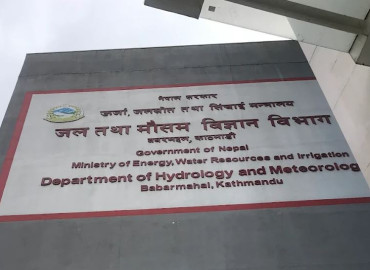 नेपाल सरकार
ऊर्जा, जलस्रोत तथा सिंचाई मन्त्रालय
जल तथा मौसम विज्ञान विभाग
बबरमहल, काठमाडौं
Government of Nepal
Ministry of Energy, Water Resources and Irrigation
Department of Hydrology and Meteorology
Babarmahal, Kathmandu